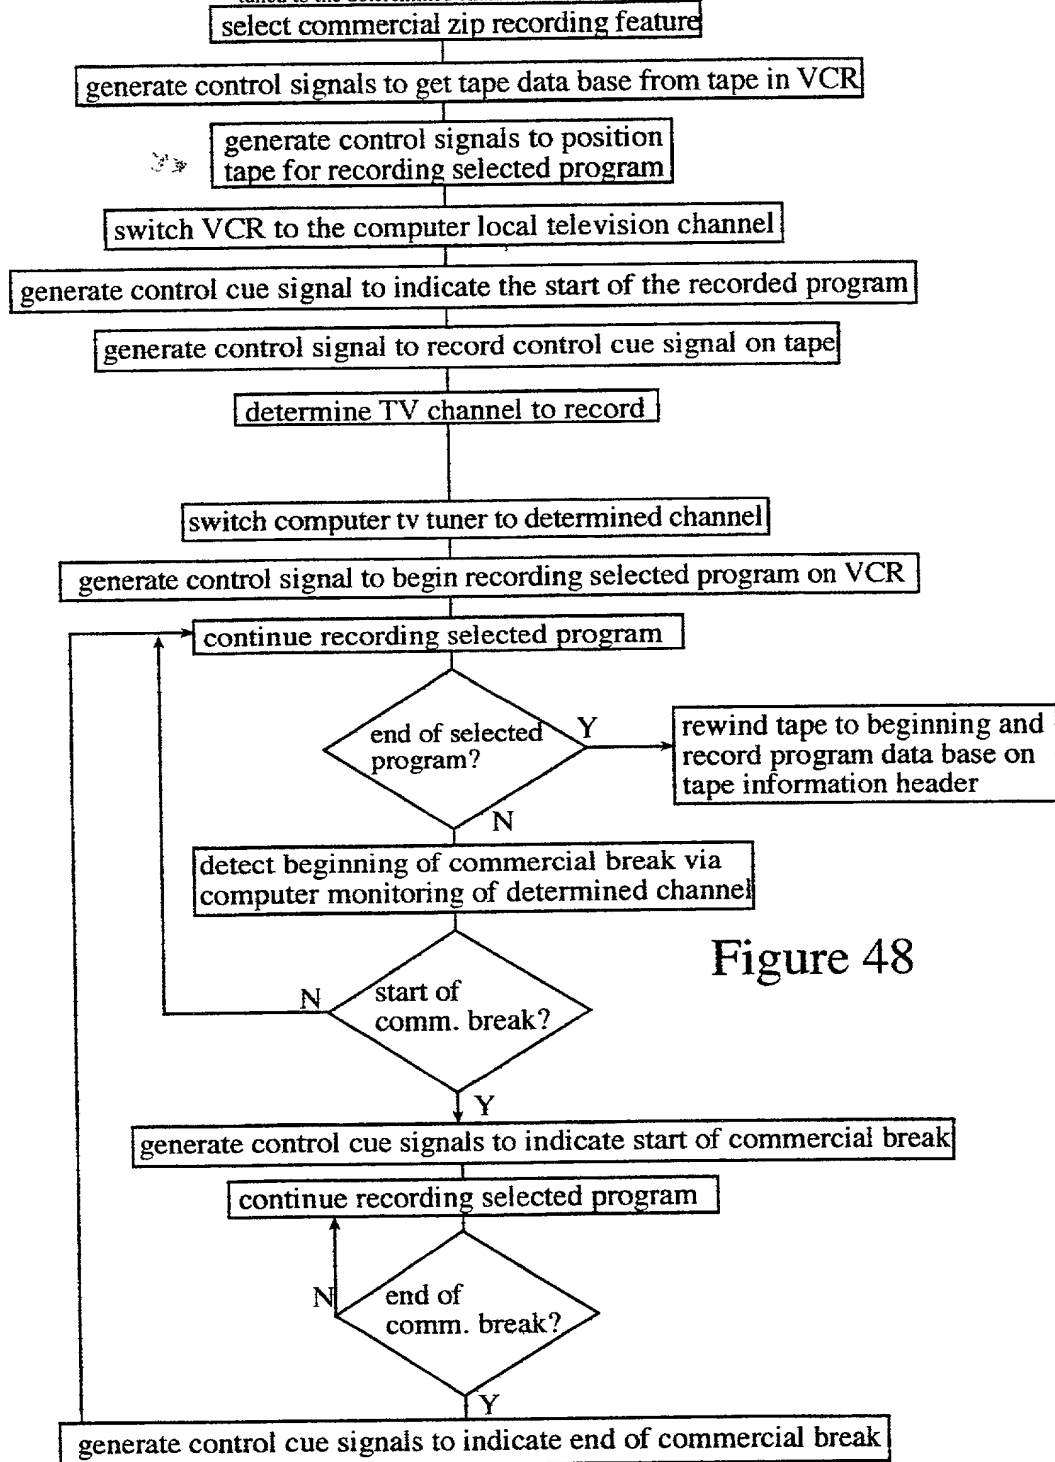 select commercial zip recording feature
generate control signals to get tape data base from tape in VCR
generate control signals to position
tape for recording selected program
switch VCR to the computer local television channel
generate control cue signal to indicate the start of the recorded program
generate control signal to record control cue signal on tape
determine TV channel to record
switch computer tv tuner to determined channel
generate control signal to begin recording selected program on VCR
continue recording selected program
end of selected
program?
Y
rewind tape to beginning and
record program data base on
tape information header
N
detect beginning of commercial break via
computer monitoring of determined channel
Figure 48
start of
comm. break?
N
Y
generate control cue signals to indicate start of commercial break
continue recording selected program
N
end of
comm. break?
Y
generate control cue signals to indicate end of commercial break